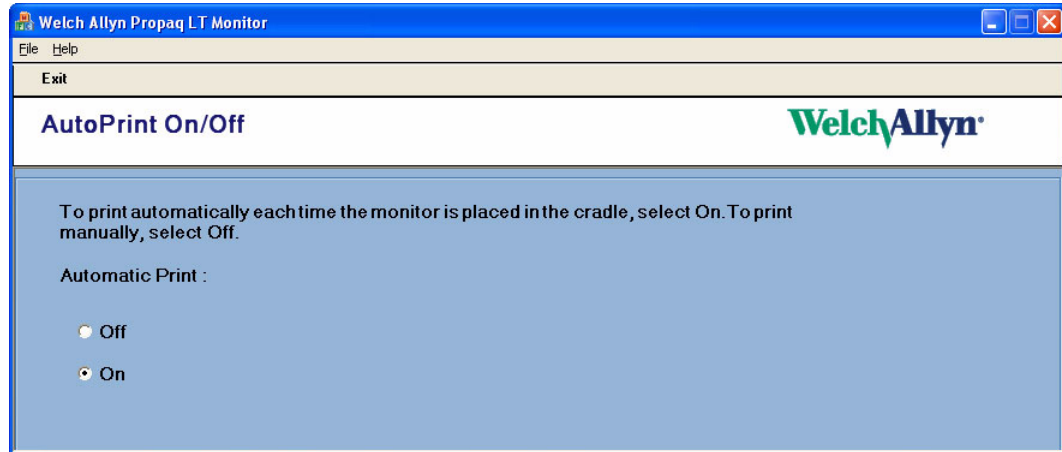 Welch Allyn Propaq LT Monitor
File Help
Exit
AutoPrint On/Off
WelchAllyn
To print automatically each time the monitor is placed in the cradle, select On. To print
manually, select Off.
Automatic Print :
Off
On